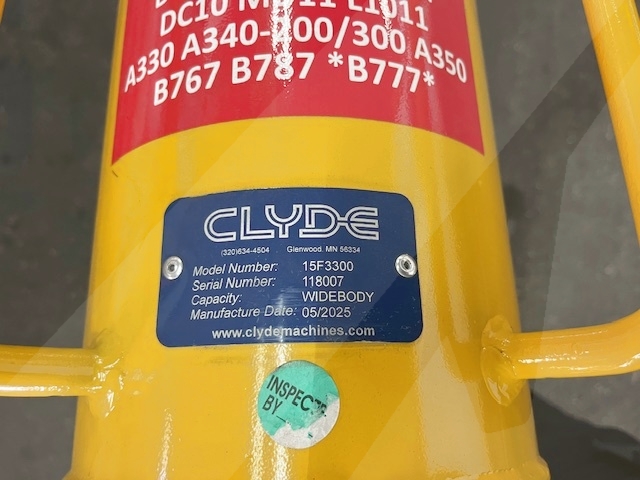 DC10 MD11 L1011
A330 A340-200/300 A350
B767 B787 *B777*
CLYDE
(320)634-4504 Glenwood, MN 56334
Model Number: 15F3300
Serial Number: 118007
Capacity: WIDEBODY
Manufacture Date: 05/2025
www.clydemachines.com
INSPECTE
BY